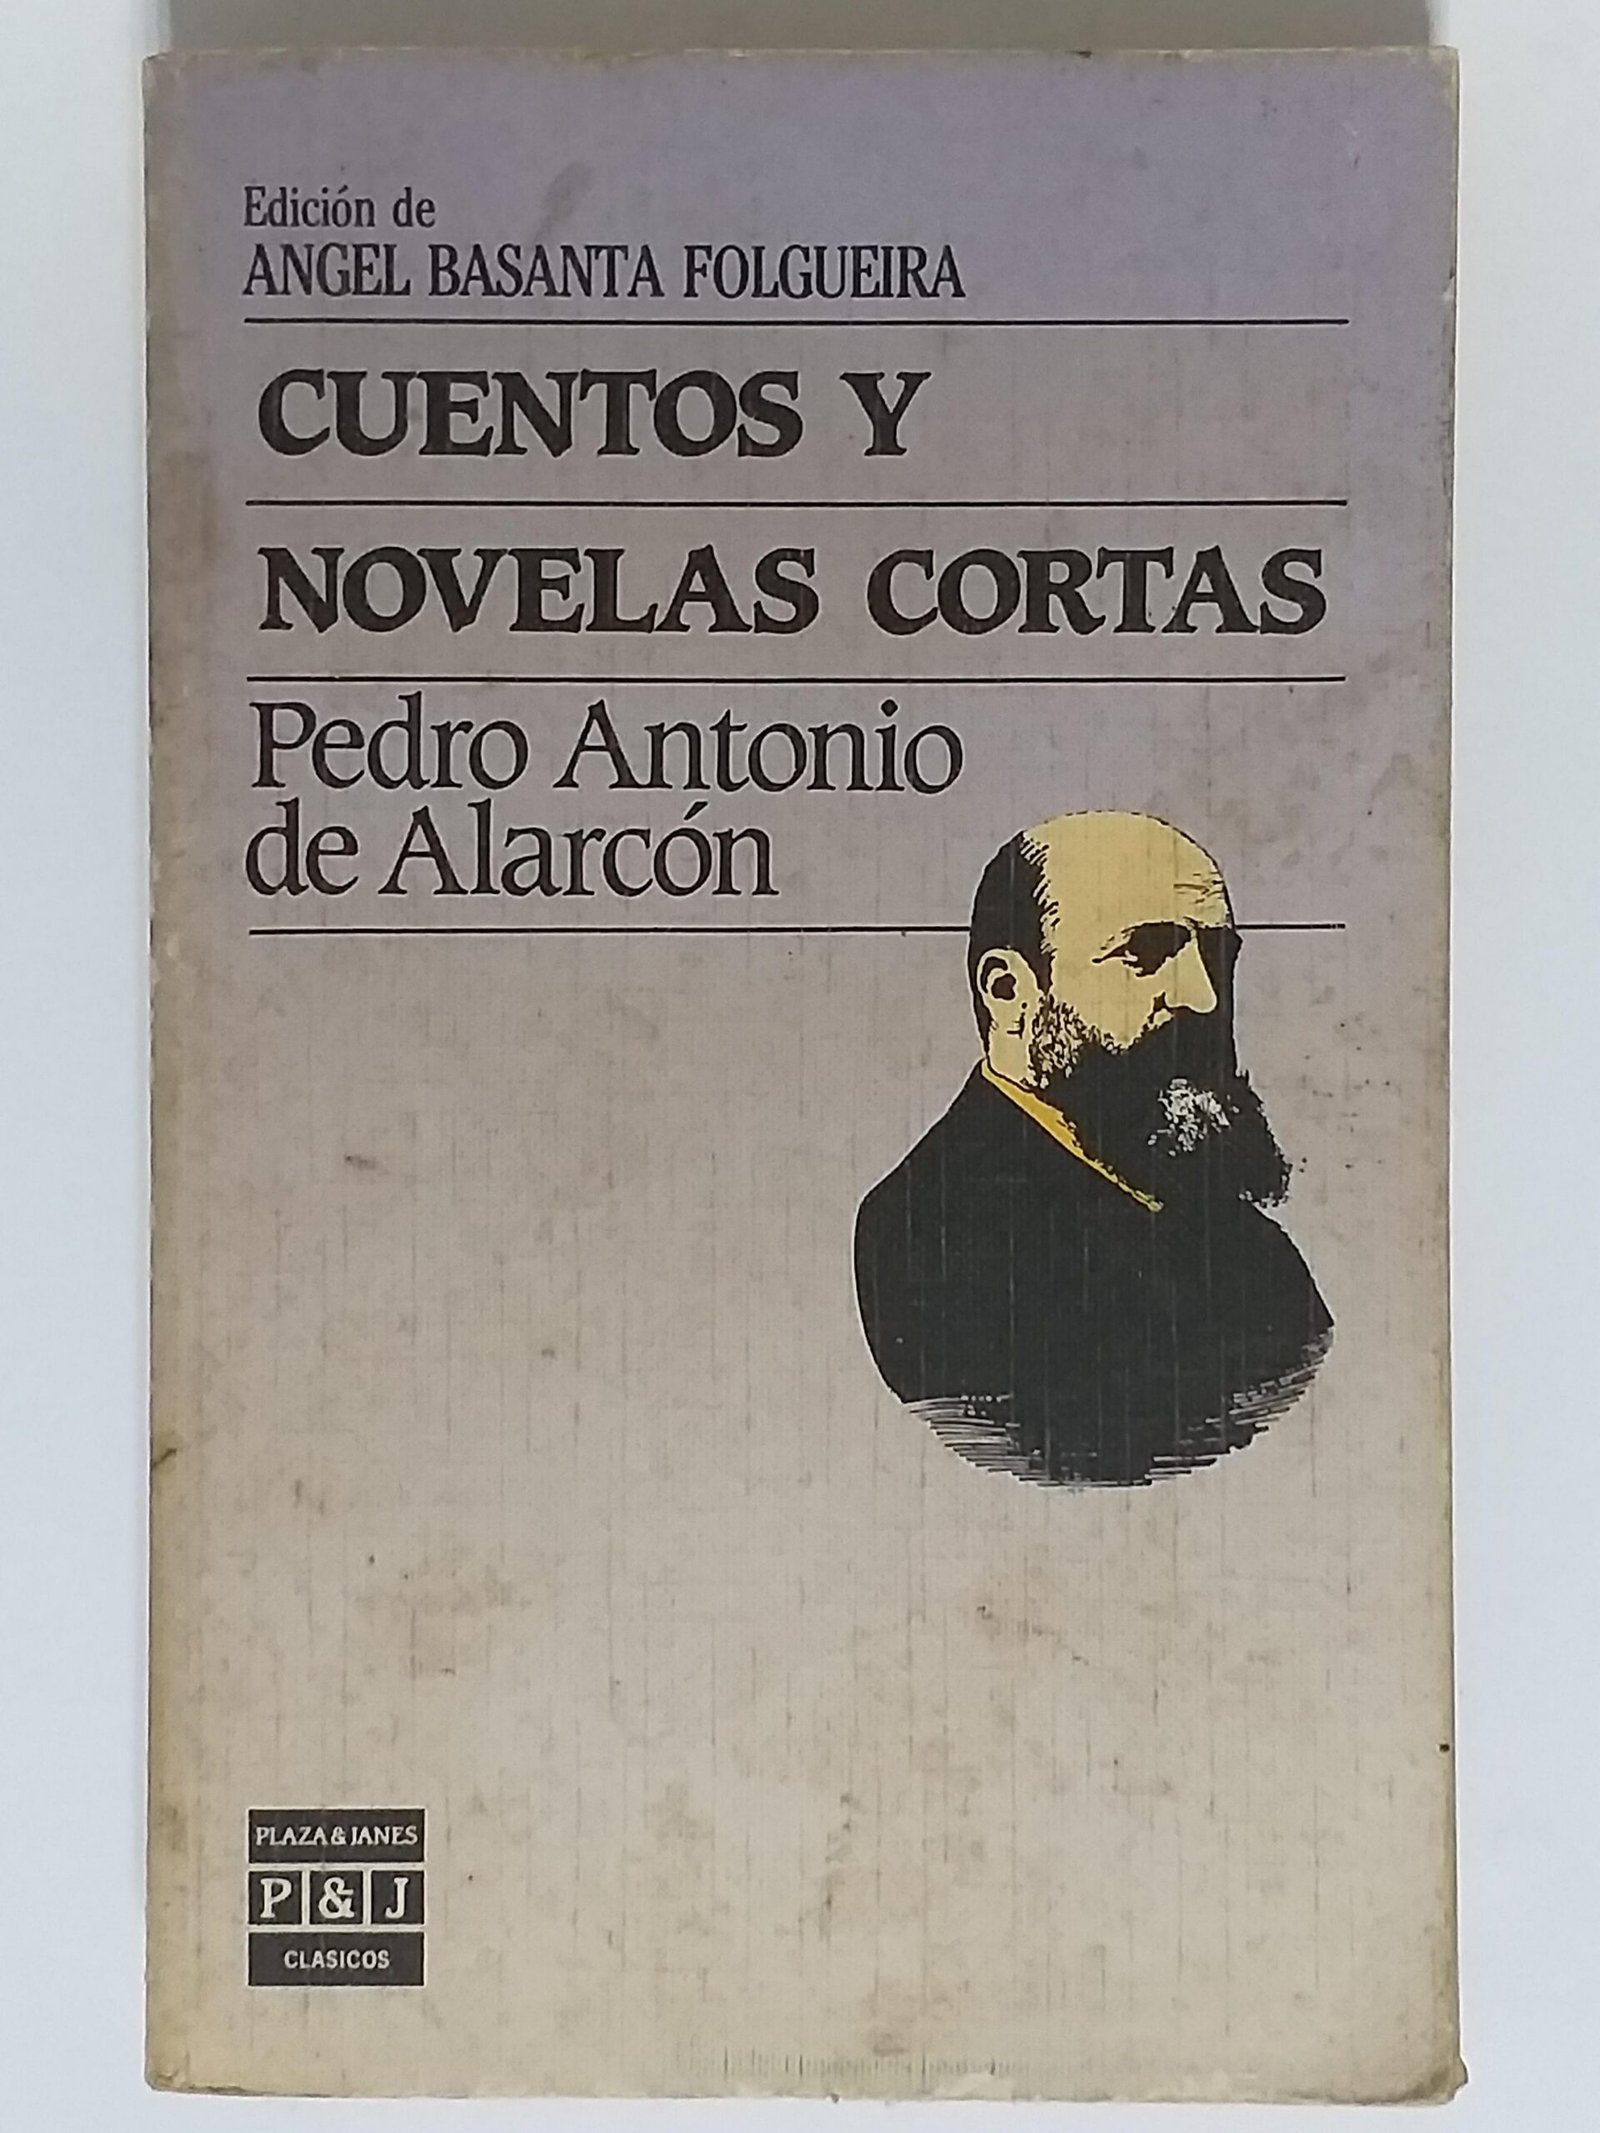 Edición de
ANGEL BASANTA FOLGUEIRA
CUENTOS Y
NOVELAS CORTAS
Pedro Antonio
de Alarcón
PLAZA & JANES
P & J
CLASICOS